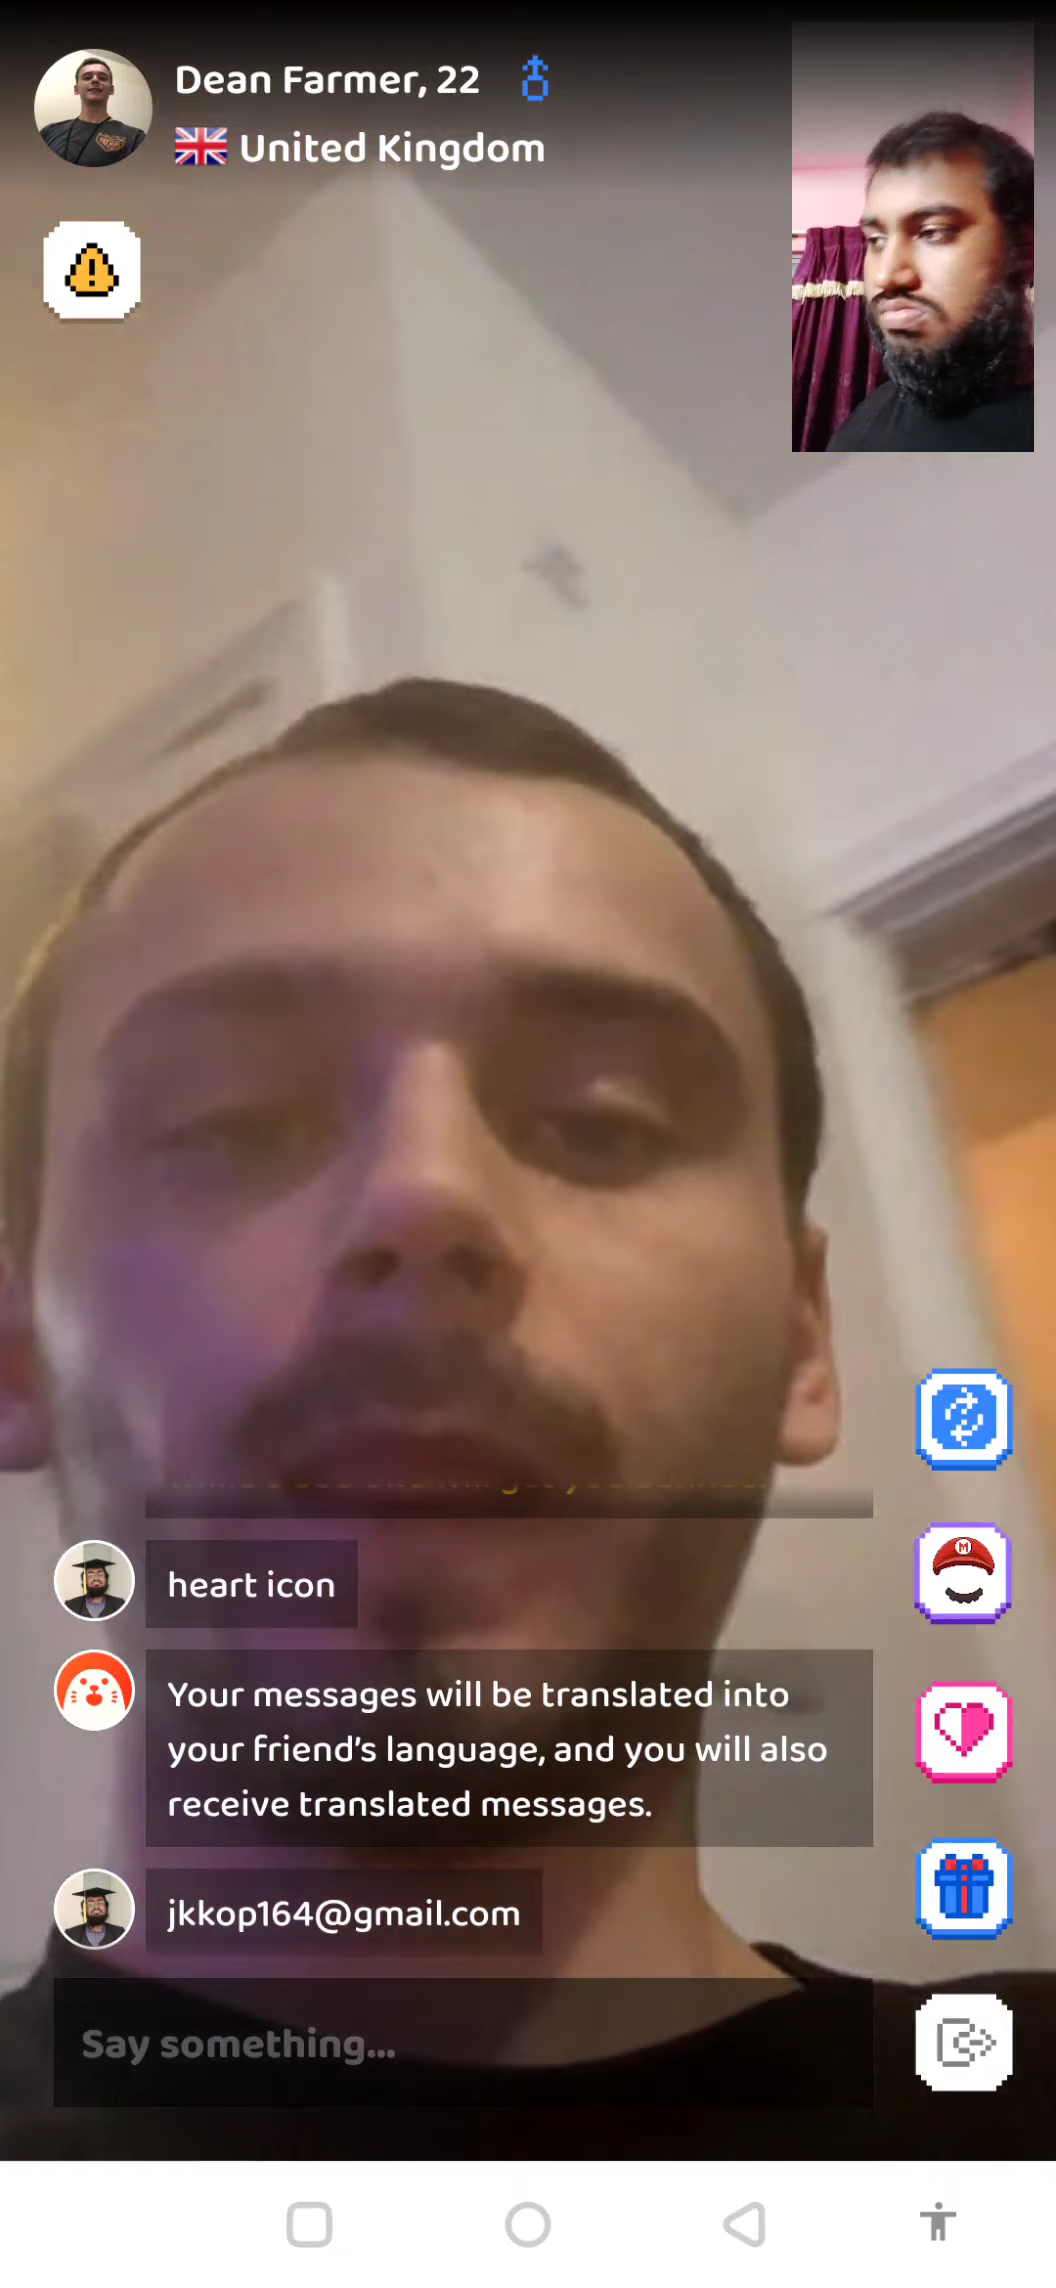 Dean Farmer, 22
United Kingdom
heart icon
Your messages will be translated into
your friend's language, and you will also
receive translated messages.
jkkop164@gmail.com
Say something...
M